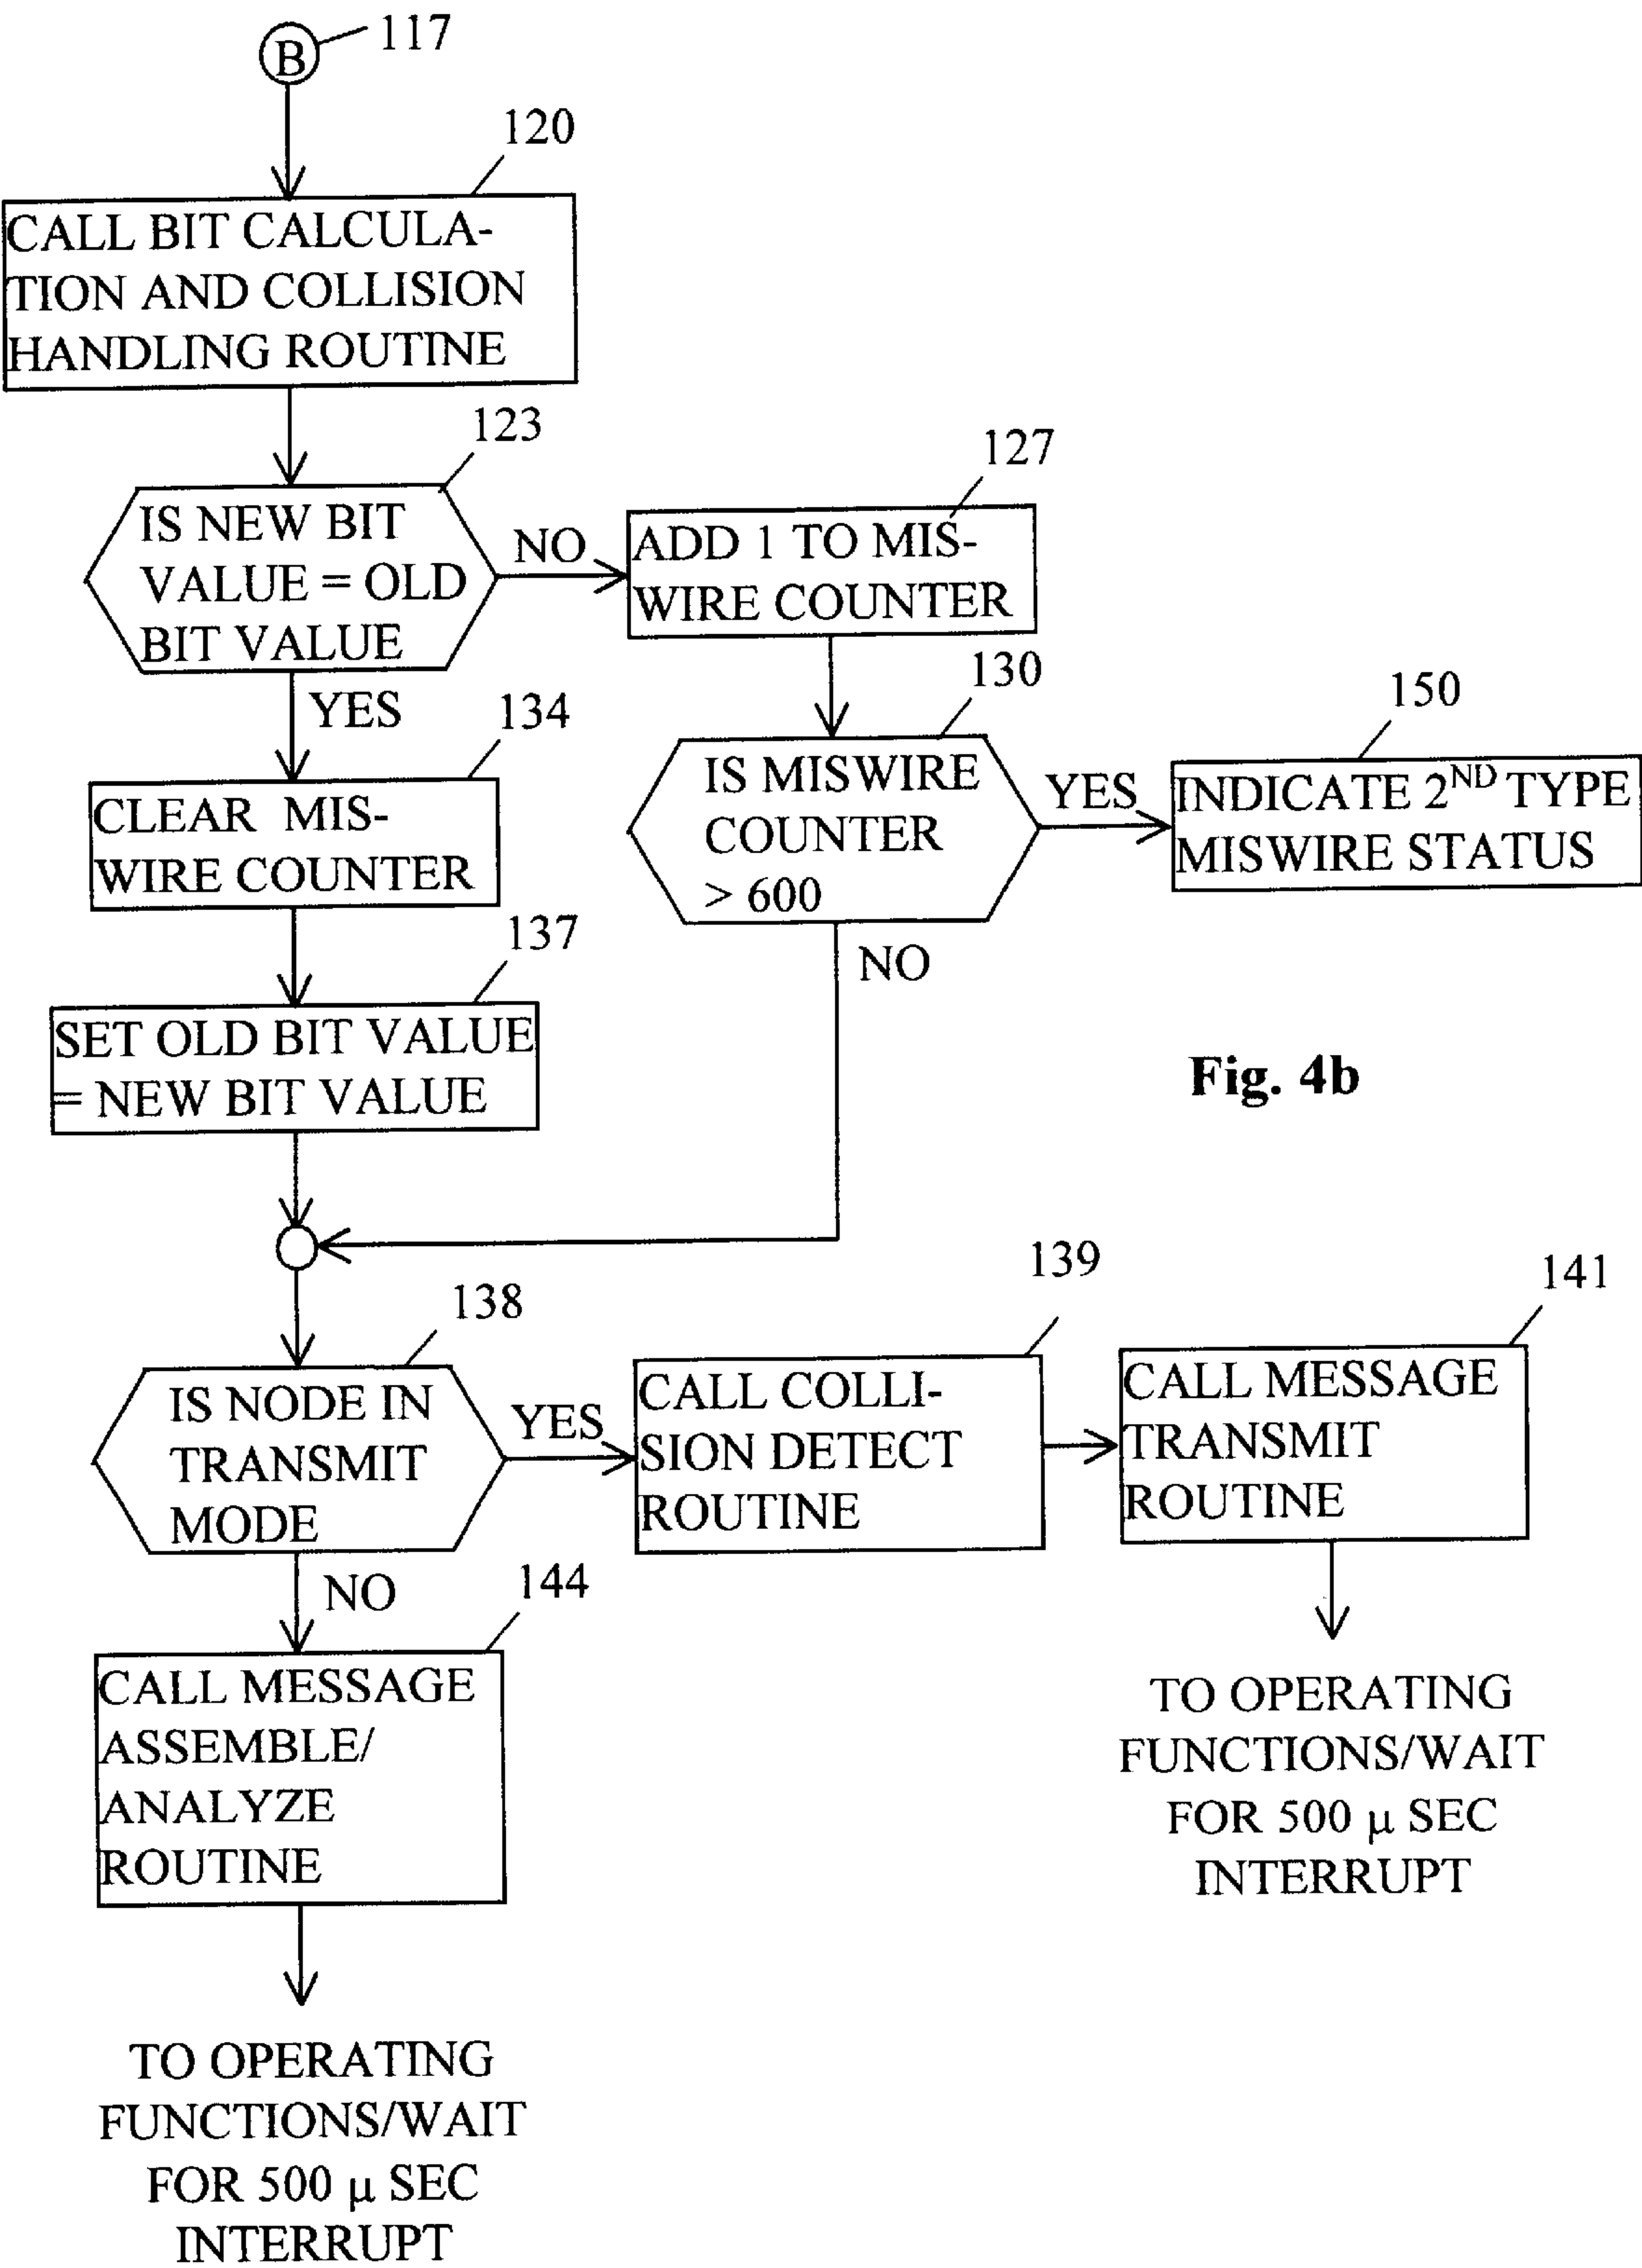 B
117
120
CALL BIT CALCULA-
TION AND COLLISION
HANDLING ROUTINE
123
IS NEW BIT
VALUE = OLD
BIT VALUE
NO
127
ADD 1 TO MIS-
WIRE COUNTER
130
IS MISWIRE
COUNTER
> 600
YES
150
INDICATE 2ND TYPE
MISWIRE STATUS
NO
YES
134
CLEAR MIS-
WIRE COUNTER
137
SET OLD BIT VALUE
= NEW BIT VALUE
Fig. 4b
138
IS NODE IN
TRANSMIT
MODE
YES
139
CALL COLLI-
SION DETECT
ROUTINE
141
CALL MESSAGE
TRANSMIT
ROUTINE
TO OPERATING
FUNCTIONS/WAIT
FOR 500 µ SEC
INTERRUPT
NO
144
CALL MESSAGE
ASSEMBLE/
ANALYZE
ROUTINE
TO OPERATING
FUNCTIONS/WAIT
FOR 500 µ SEC
INTERRUPT